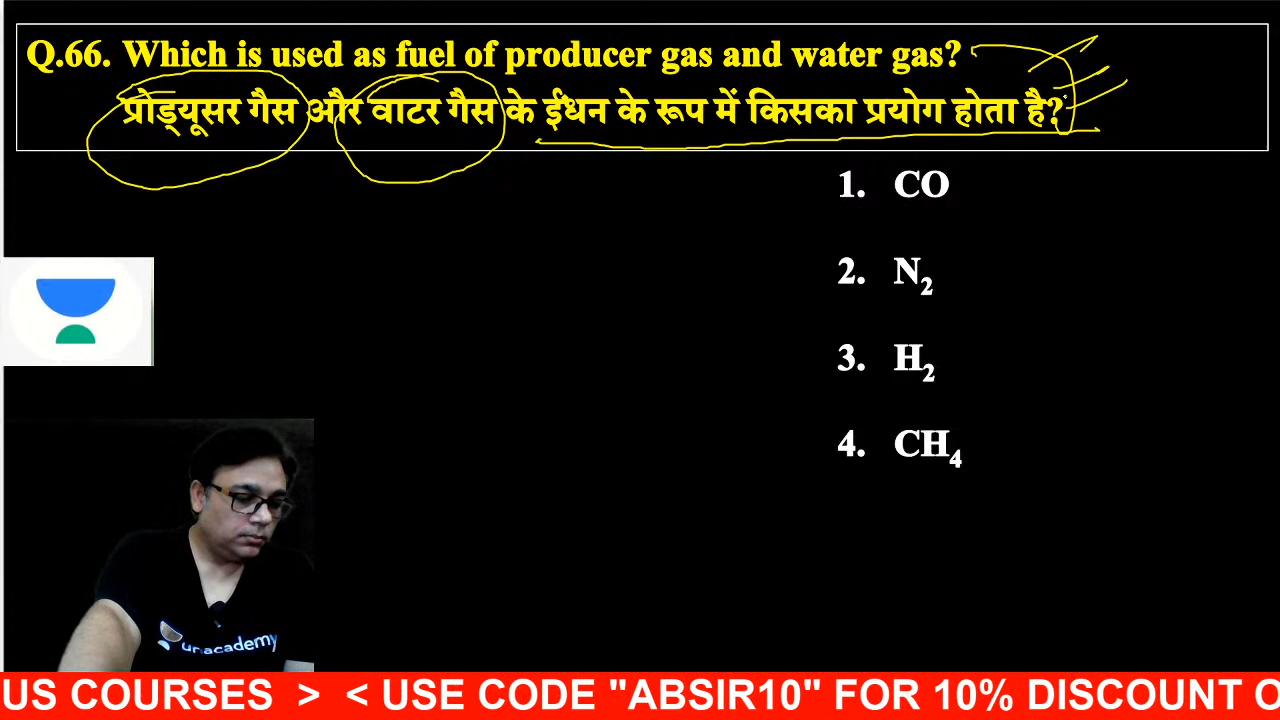 Q.66. Which is used as fuel of producer gas and water gas?
प्रोड्यूसर गैस और वाटर गैस के ईंधन के रूप में किसका प्रयोग होता है?
1. CO
2. N₂
3. H₂
4. CH₄
unacademy
US COURSES > < USE CODE "ABSIR10" FOR 10% DISCOUNT O